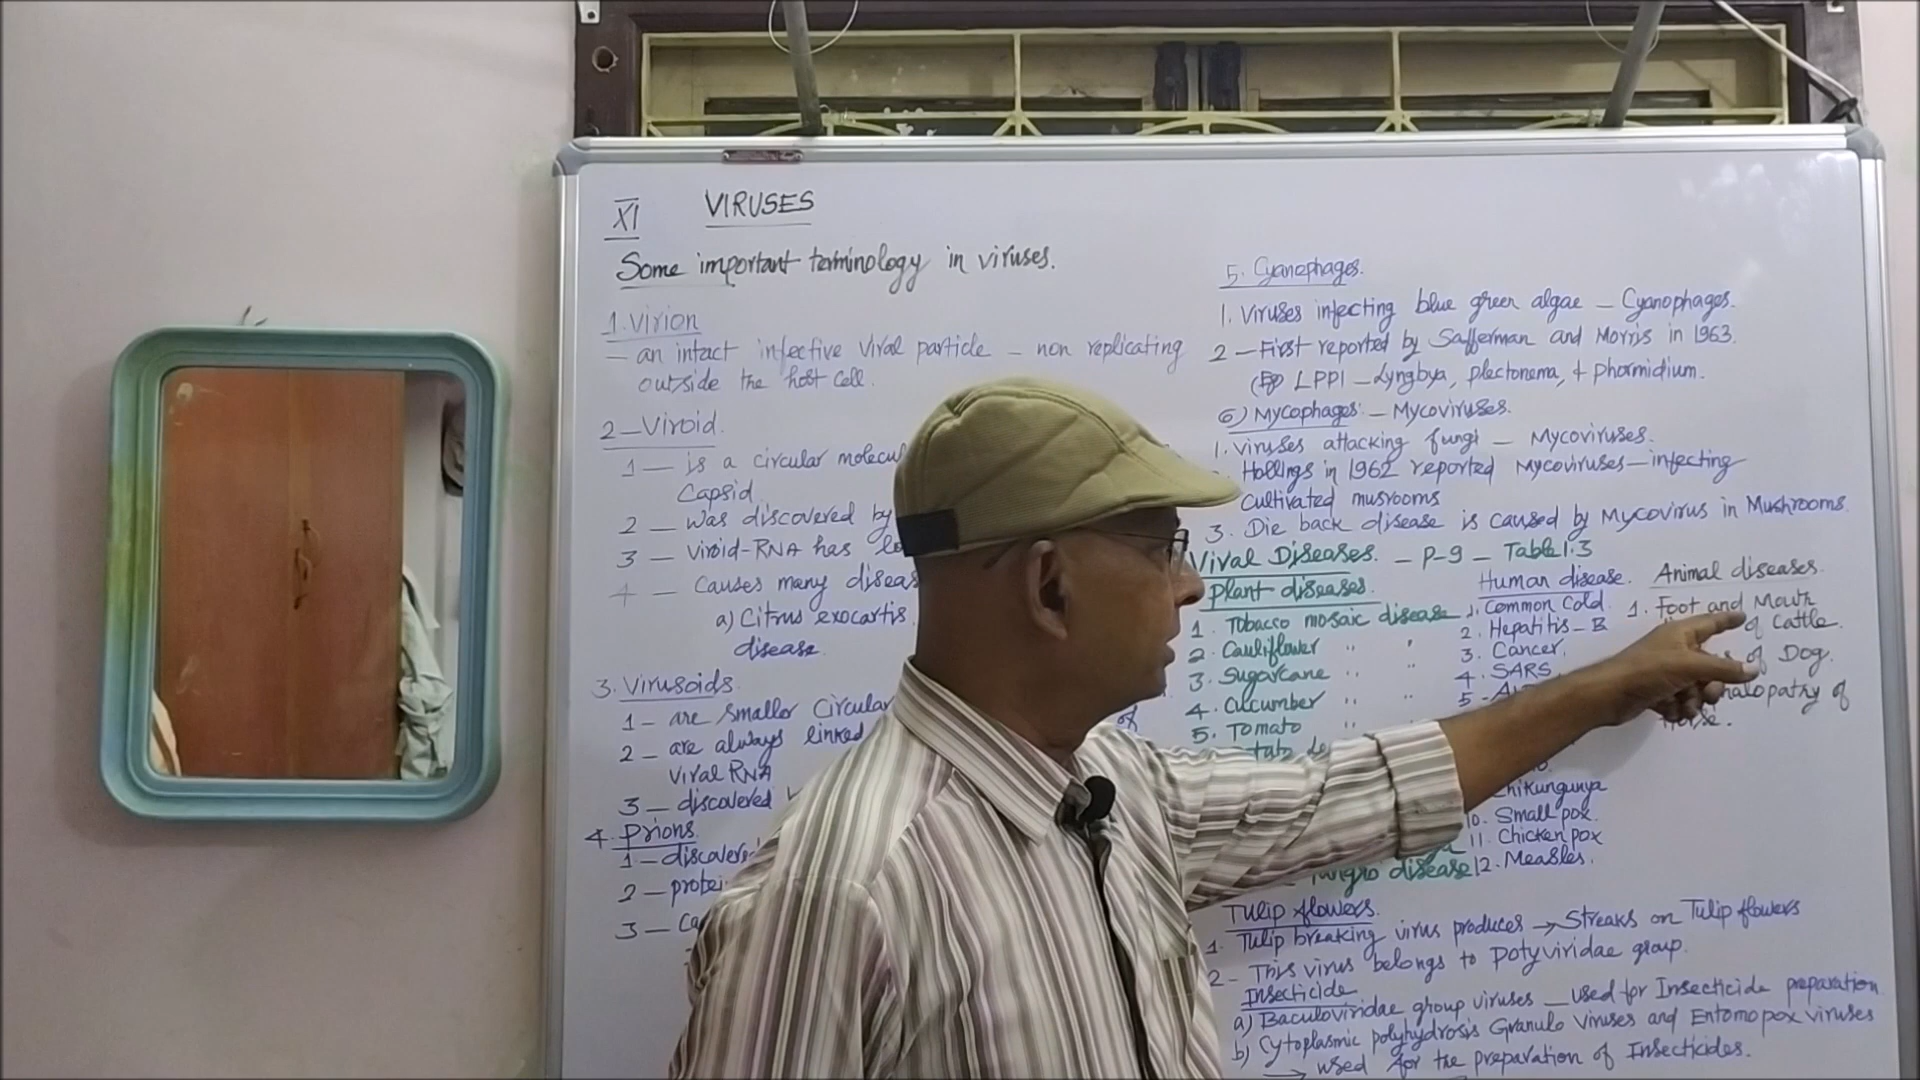 XI VIRUSES
Some important terminology in viruses.
1. Virion
— an intact infective viral particle — non replicating
outside the host cell.
2 — Viroid.
1 — is a circular
Capsid.
2 — was discovered by
3 — viroid-RNA has
4 — causes many
a) Citrus exocartis
disease.
3. Virusoids.
1 — are smaller circular
of
2 — are always linked
viral RNA
3 — discovered
4. Prions.
1 — discovered
2 —
3 —
5. Cyanophages.
1. Viruses infecting blue green algae — Cyanophages.
2 — First reported by Safferman and Morris in 1963.
LPP1 — Lyngbya, plectonema, & phormidium.
6) Mycophages: — Mycoviruses.
1. Viruses attacking fungi — Mycoviruses.
Hollings in 1962 reported Mycoviruses — infecting
Cultivated musrooms
3. Die back disease is caused by Mycovirus in Mushrooms.
Viral Diseases. — P-9 — Table 1.3
Plant diseases.
1. Tobacco mosaic disease
2. Cauliflower " "
3. Sugarcane " "
4. Cucumber " "
5. Tomato " "
disease
Human disease.
1. Common Cold.
2. Hepatitis — B
3. Cancer.
4. SARS
5 -
Chikungunya
10. Small pox.
11. Chicken pox
12. Measles.
Animal diseases.
1. Foot and Mouth
of Cattle.
of Dog.
of
Horse.
Tulip flowers.
1. Tulip breaking virus produces → Streaks on Tulip flowers
2 — This virus belongs to Potyviridae group.
Insecticide
a) Baculoviridae group viruses — used for Insecticide preparation
b) Cytoplasmic polyhydrosis Granulo viruses and Entomopox viruses
→ used for the preparation of Insecticides.